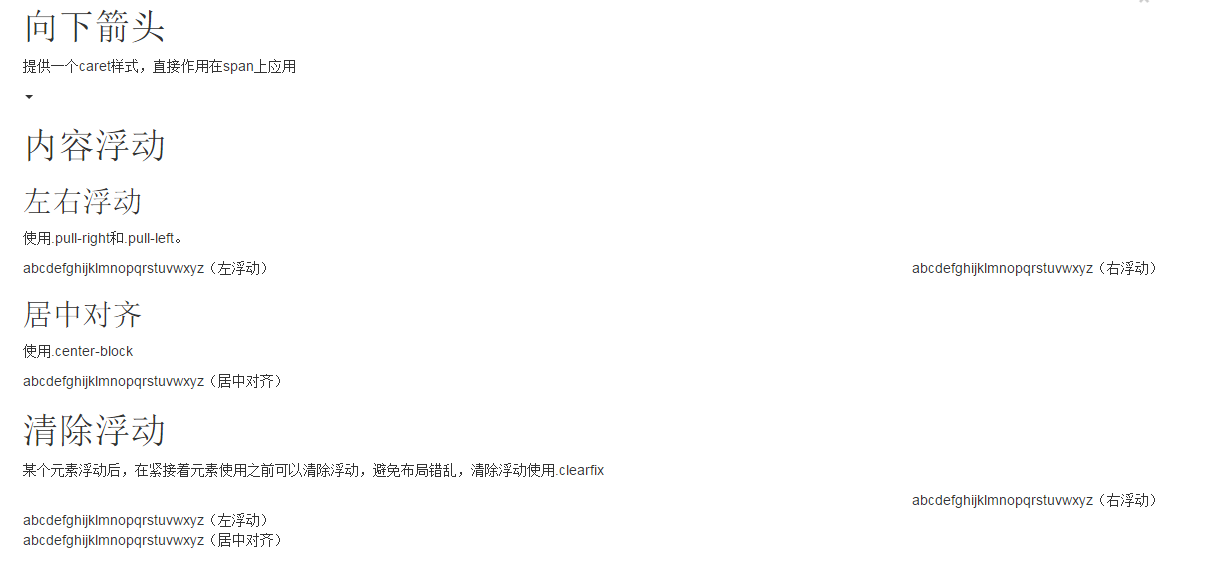 向下箭头
提供一个caret样式，直接作用在span上应用
内容浮动
左右浮动
使用.pull-right和.pull-left。
abcdefghijklmnopqrstuvwxyz（左浮动） abcdefghijklmnopqrstuvwxyz（右浮动）
居中对齐
使用.center-block
abcdefghijklmnopqrstuvwxyz（居中对齐）
清除浮动
某个元素浮动后，在紧接着元素使用之前可以清除浮动，避免布局错乱，清除浮动使用.clearfix
abcdefghijklmnopqrstuvwxyz（右浮动）
abcdefghijklmnopqrstuvwxyz（左浮动）
abcdefghijklmnopqrstuvwxyz（居中对齐）